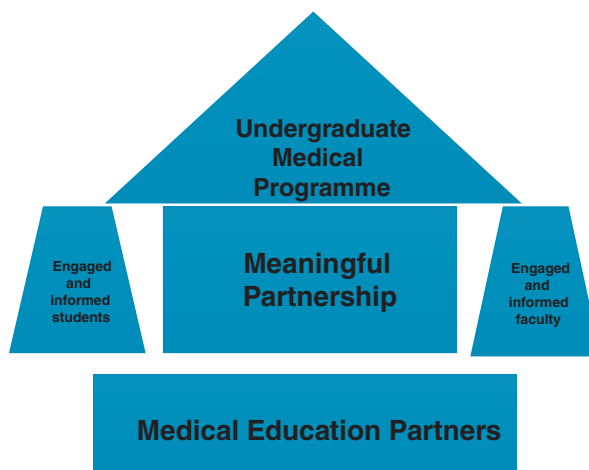 Undergraduate
Medical
Programme
Engaged
and
informed
students
Meaningful
Partnership
Engaged
and
informed
faculty
Medical Education Partners